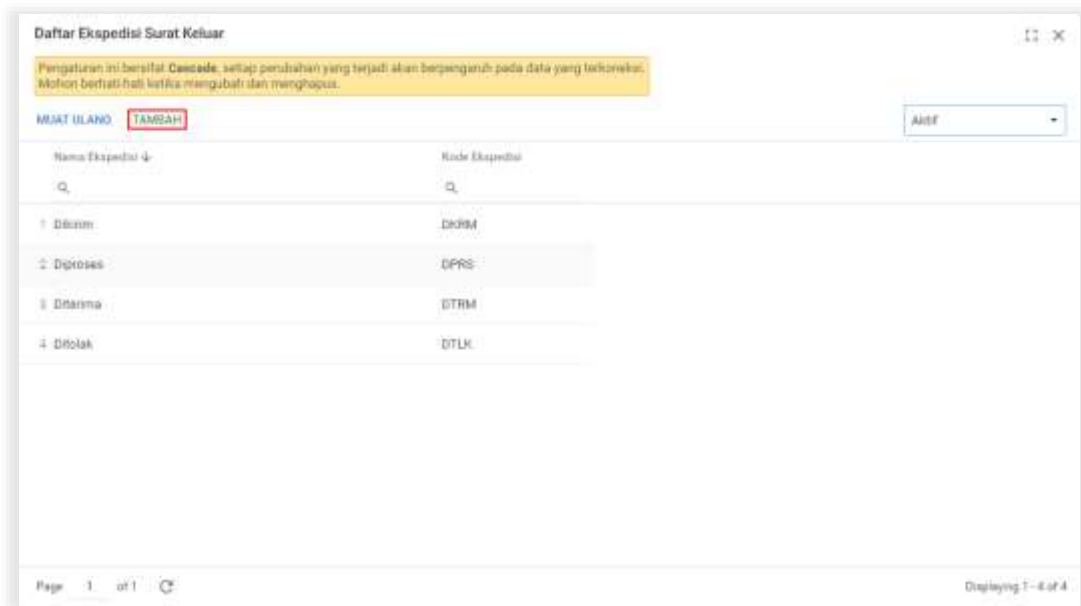 Daftar Ekspedisi Surat Keluar
Pengaturan ini bersifat Cascade, setiap perubahan yang terjadi akan berpengaruh pada data yang terkoneksi.
Mohon berhati-hati ketika mengubah dan menghapus.
MUAT ULANG TAMBAH Aktif
Nama Ekspedisi Kode Ekspedisi
1 Dikirim DKRM
2 Diproses DPRS
3 Diterima DTRM
4 Ditolak DTLK
Page 1 of 1 Displaying 1 - 4 of 4